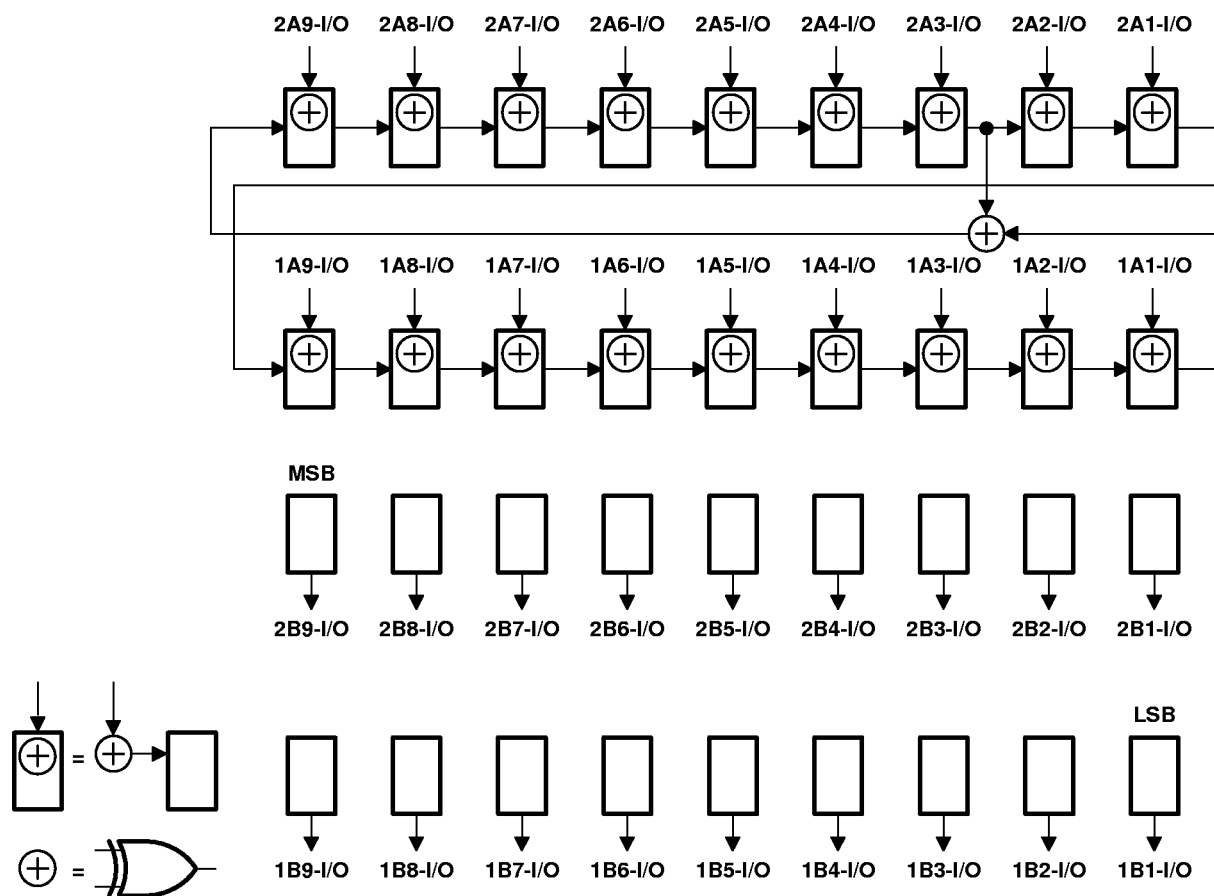 2A9-I/O 2A8-I/O 2A7-I/O 2A6-I/O 2A5-I/O 2A4-I/O 2A3-I/O 2A2-I/O 2A1-I/O
1A9-I/O 1A8-I/O 1A7-I/O 1A6-I/O 1A5-I/O 1A4-I/O 1A3-I/O 1A2-I/O 1A1-I/O
MSB
2B9-I/O 2B8-I/O 2B7-I/O 2B6-I/O 2B5-I/O 2B4-I/O 2B3-I/O 2B2-I/O 2B1-I/O
LSB
=
=
1B9-I/O 1B8-I/O 1B7-I/O 1B6-I/O 1B5-I/O 1B4-I/O 1B3-I/O 1B2-I/O 1B1-I/O